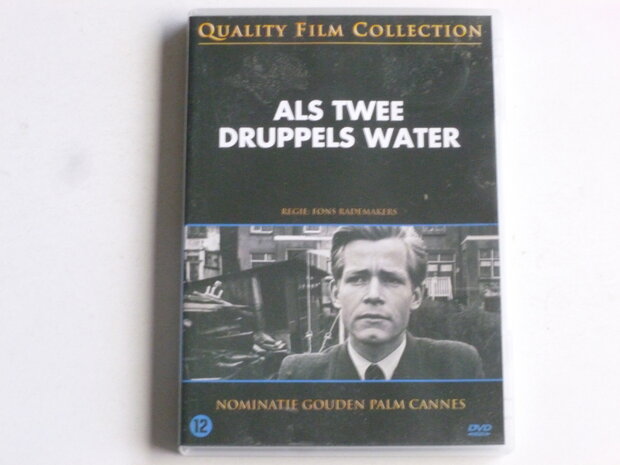 QUALITY FILM COLLECTION
ALS TWEE
DRUPPELS WATER
REGIE: FONS RADEMAKERS
NOMINATIE GOUDEN PALM CANNES
12
DVD